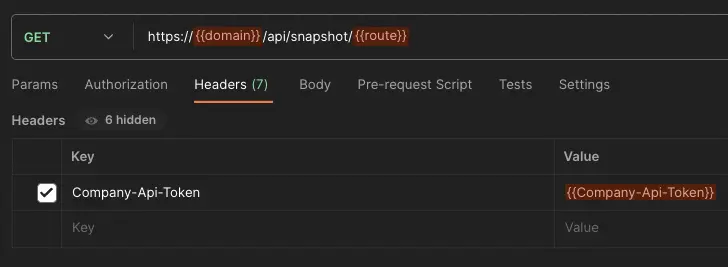 GET https://{{domain}}/api/snapshot/{{route}}
Params Authorization Headers (7) Body Pre-request Script Tests Settings
Headers 6 hidden
Key Value
Company-Api-Token {{Company-Api-Token}}
Key Value